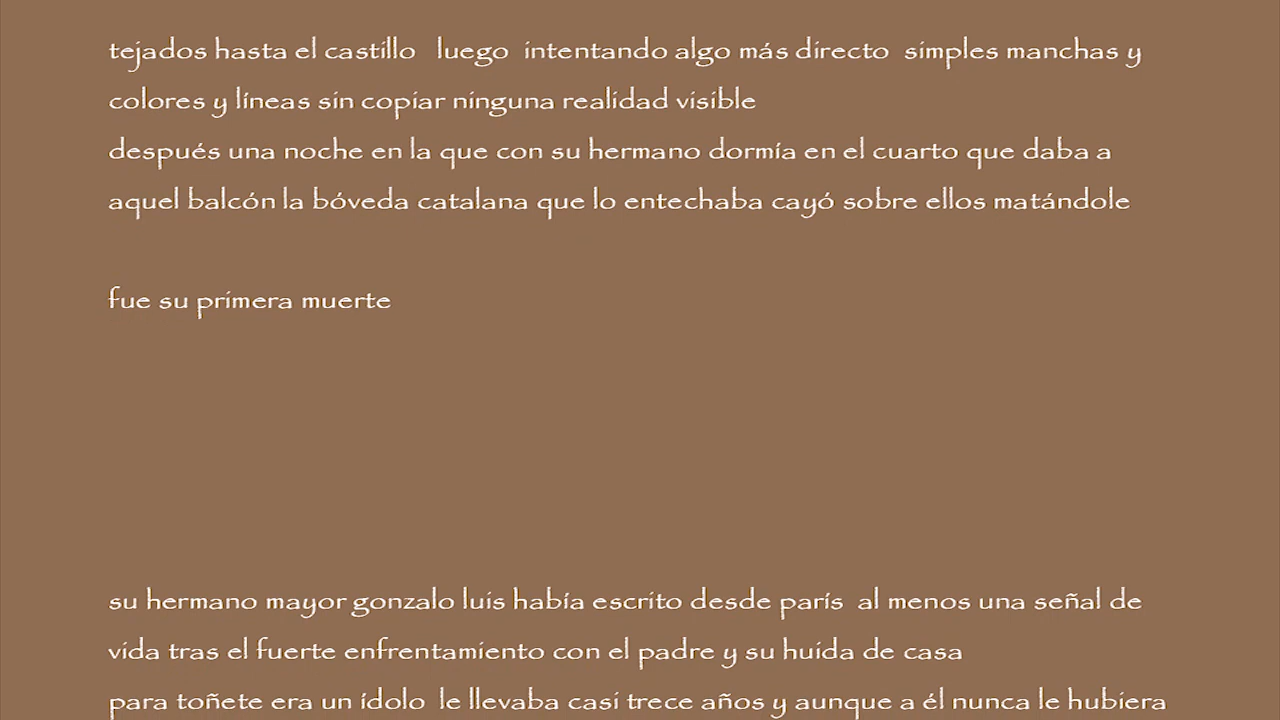 tejados hasta el castillo   luego  intentando algo más directo  simples manchas y
colores y líneas sin copiar ninguna realidad visible
después una noche en la que con su hermano dormía en el cuarto que daba a
aquel balcón la bóveda catalana que lo entechaba cayó sobre ellos matándole
fue su primera muerte
su hermano mayor gonzalo luis había escrito desde parís  al menos una señal de
vida tras el fuerte enfrentamiento con el padre y su huida de casa
para toñete era un ídolo  le llevaba casi trece años y aunque a él nunca le hubiera